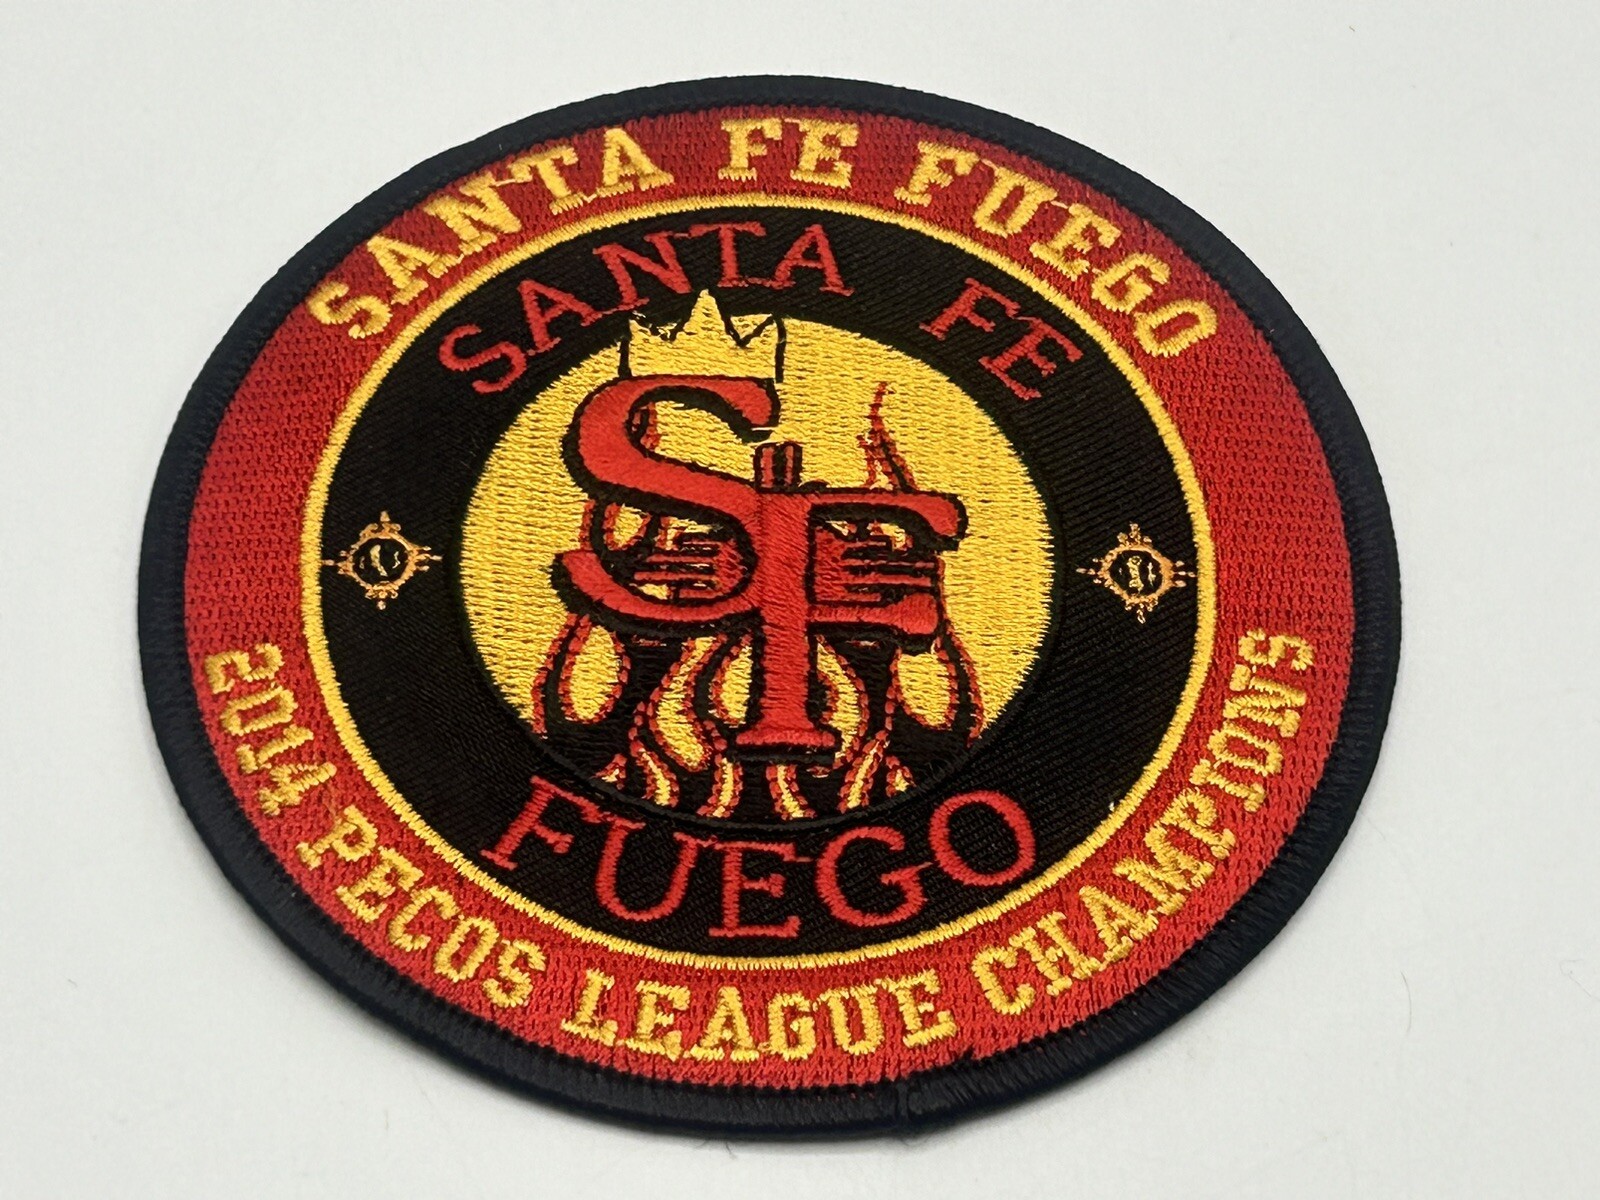 SANTA FE FUEGO
SANTA FE
SF
FUEGO
2014 PECOS LEAGUE CHAMPIONS